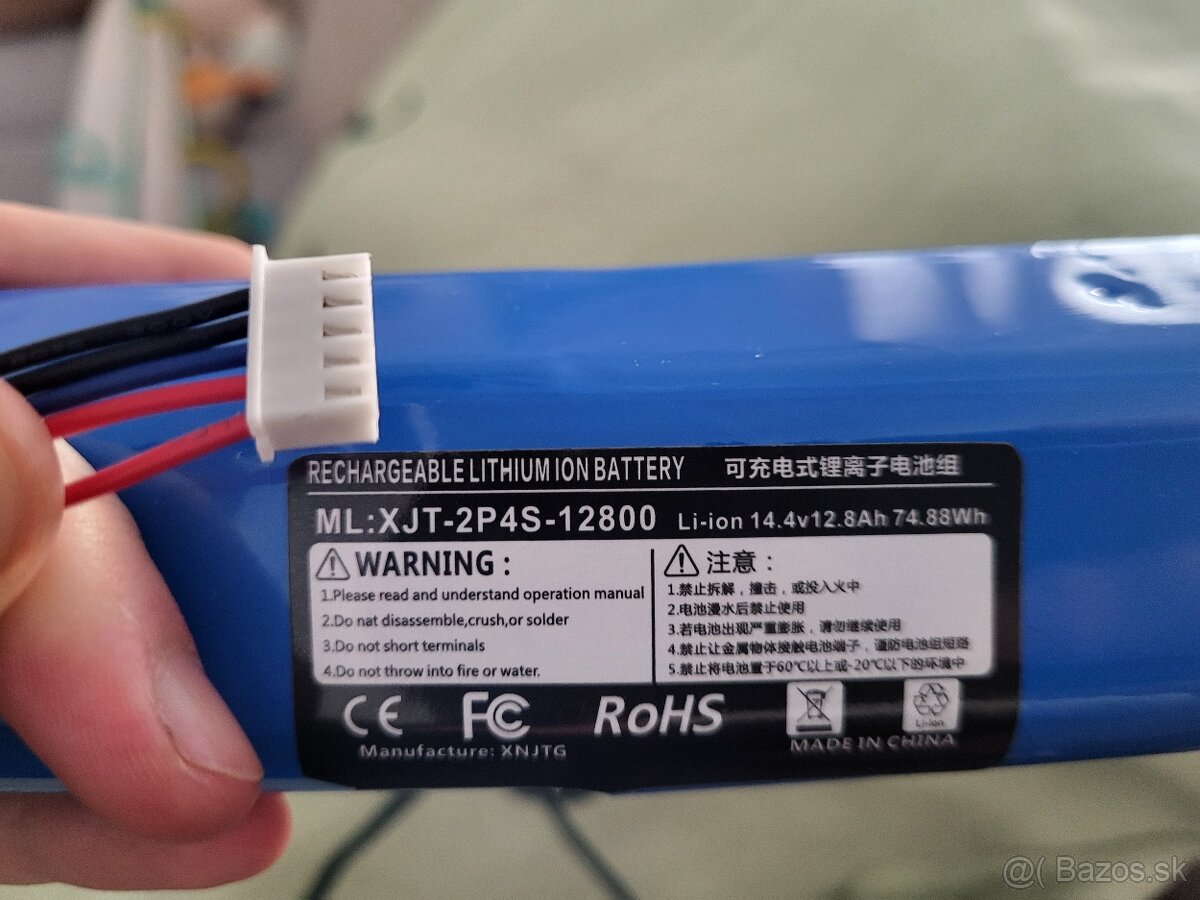 RECHARGEABLE LITHIUM ION BATTERY 可充电式锂离子电池组
ML:XJT-2P4S-12800 Li-ion 14.4v12.8Ah 74.88Wh
WARNING :
1.Please read and understand operation manual
2.Do nat disassemble,crush,or solder
3.Do not short terminals
4.Do not throw into fire or water.
注意：
1.禁止拆解，撞击，或投入火中
2.电池浸水后禁止使用
3.若电池出现严重膨胀，请勿继续使用
4.禁止让金属物体接触电池端子，谨防电池组短路
5.禁止将电池置于60℃以上或-20℃以下的环境中
CE FC RoHS
Li-ion
Manufacture: XNJTG
MADE IN CHINA
@( Bazos.sk